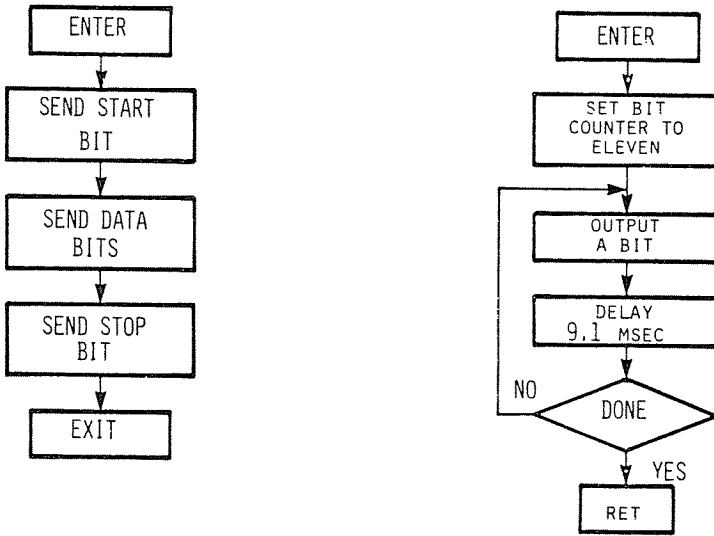 ENTER
SEND START
BIT
SEND DATA
BITS
SEND STOP
BIT
EXIT
ENTER
SET BIT
COUNTER TO
ELEVEN
OUTPUT
A BIT
DELAY
9.1 MSEC
NO
DONE
YES
RET